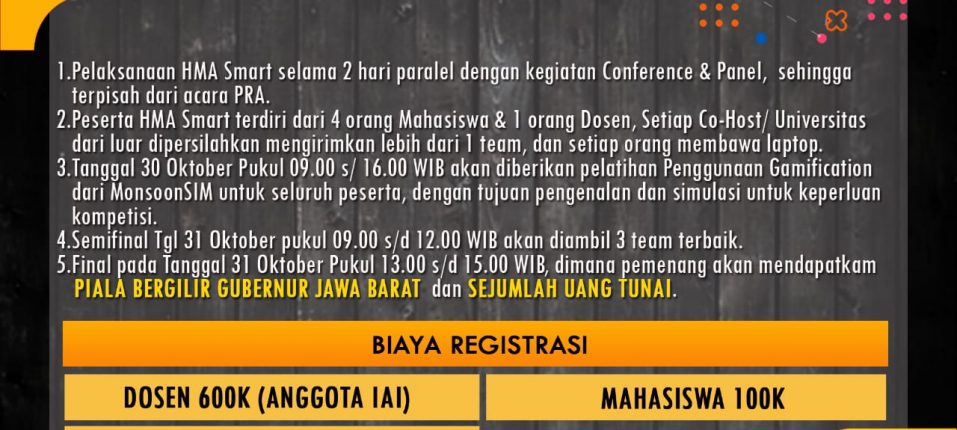 1.Pelaksanaan HMA Smart selama 2 hari paralel dengan kegiatan Conference & Panel, sehingga
terpisah dari acara PRA.
2.Peserta HMA Smart terdiri dari 4 orang Mahasiswa & 1 orang Dosen, Setiap Co-Host/ Universitas
dari luar dipersilahkan mengirimkan lebih dari 1 team, dan setiap orang membawa laptop.
3.Tanggal 30 Oktober Pukul 09.00 s/ 16.00 WIB akan diberikan pelatihan Penggunaan Gamification
dari MonsoonSIM untuk seluruh peserta, dengan tujuan pengenalan dan simulasi untuk keperluan
kompetisi.
4.Semifinal Tgl 31 Oktober pukul 09.00 s/d 12.00 WIB akan diambil 3 team terbaik.
5.Final pada Tanggal 31 Oktober Pukul 13.00 s/d 15.00 WIB, dimana pemenang akan mendapatkam
PIALA BERGILIR GUBERNUR JAWA BARAT dan SEJUMLAH UANG TUNAI.
BIAYA REGISTRASI
DOSEN 600K (ANGGOTA IAI)
MAHASISWA 100K